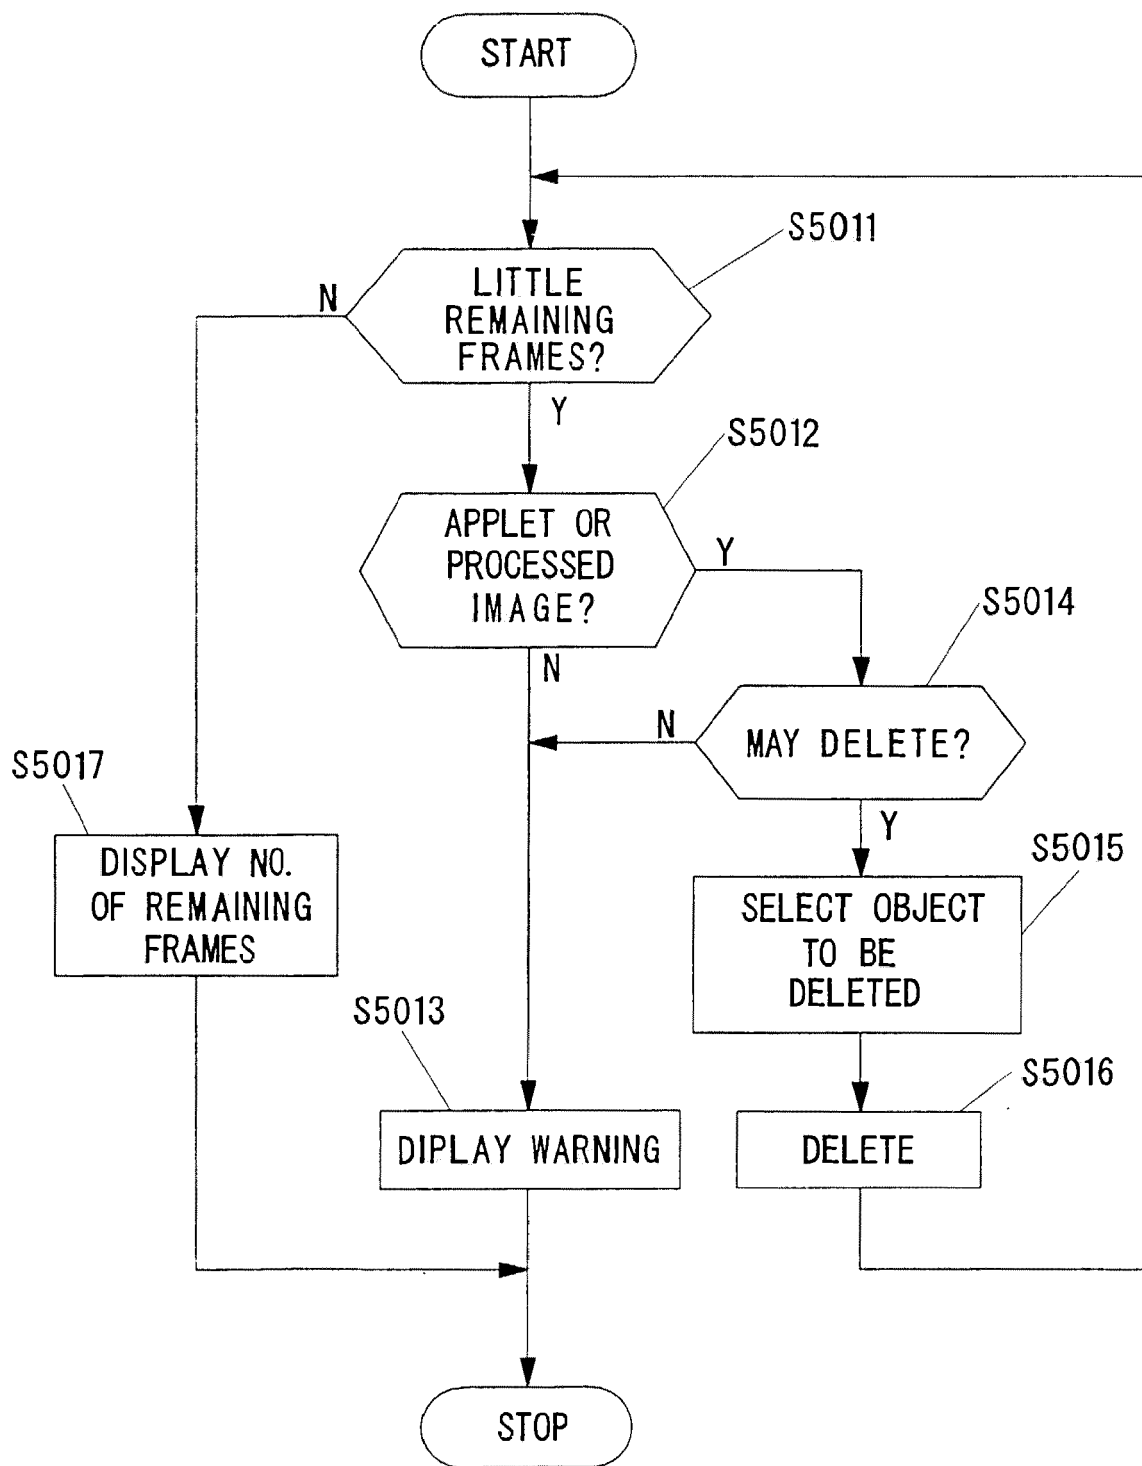 START
S5011
LITTLE
REMAINING
FRAMES?
N
Y
S5012
APPLET OR
PROCESSED
IMAGE?
Y
N
S5014
MAY DELETE?
N
Y
S5017
DISPLAY NO.
OF REMAINING
FRAMES
S5015
SELECT OBJECT
TO BE
DELETED
S5013
DIPLAY WARNING
S5016
DELETE
STOP